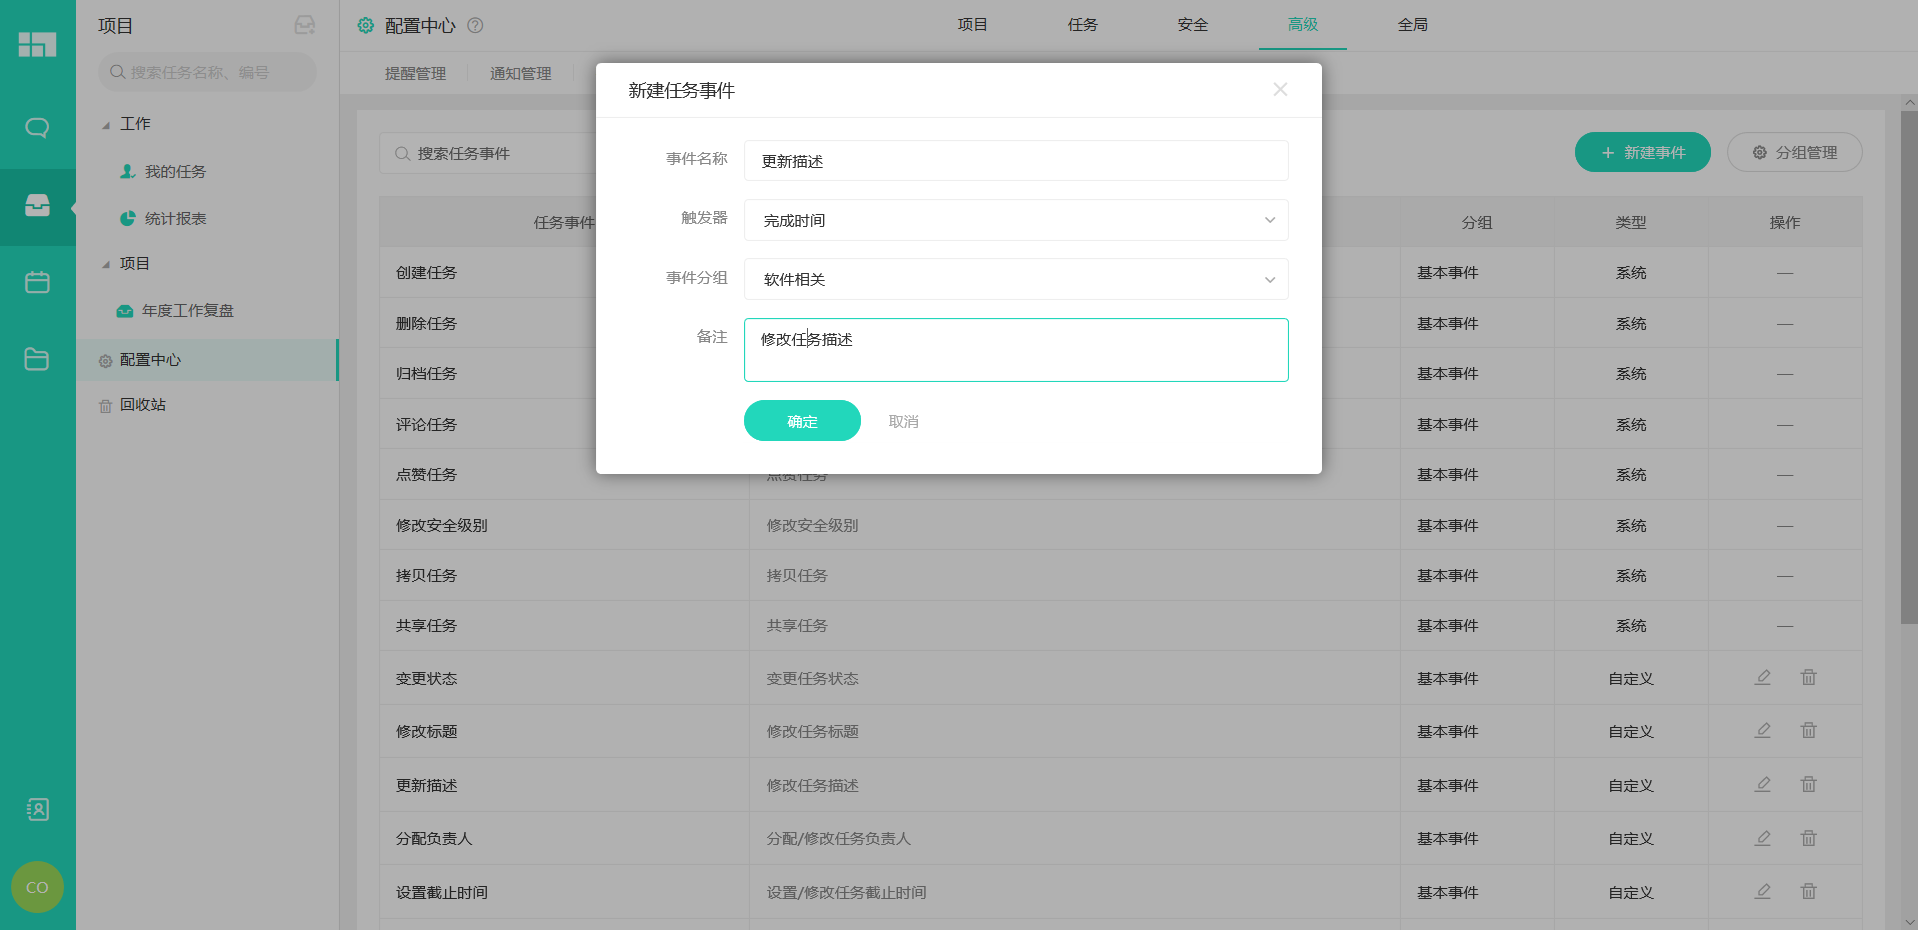 项目
搜索任务名称、编号
工作
我的任务
统计报表
项目
年度工作复盘
配置中心
回收站
CO
配置中心
项目 任务 安全 高级 全局
提醒管理 通知管理
搜索任务事件
新建事件 分组管理
任务事件 分组 类型 操作
创建任务 基本事件 系统 —
删除任务 基本事件 系统 —
归档任务 基本事件 系统 —
评论任务 基本事件 系统 —
点赞任务 点赞任务 基本事件 系统 —
修改安全级别 修改安全级别 基本事件 系统 —
拷贝任务 拷贝任务 基本事件 系统 —
共享任务 共享任务 基本事件 系统 —
变更状态 变更任务状态 基本事件 自定义
修改标题 修改任务标题 基本事件 自定义
更新描述 修改任务描述 基本事件 自定义
分配负责人 分配/修改任务负责人 基本事件 自定义
设置截止时间 设置/修改任务截止时间 基本事件 自定义
新建任务事件
事件名称 更新描述
触发器 完成时间
事件分组 软件相关
备注 修改任务描述
确定 取消